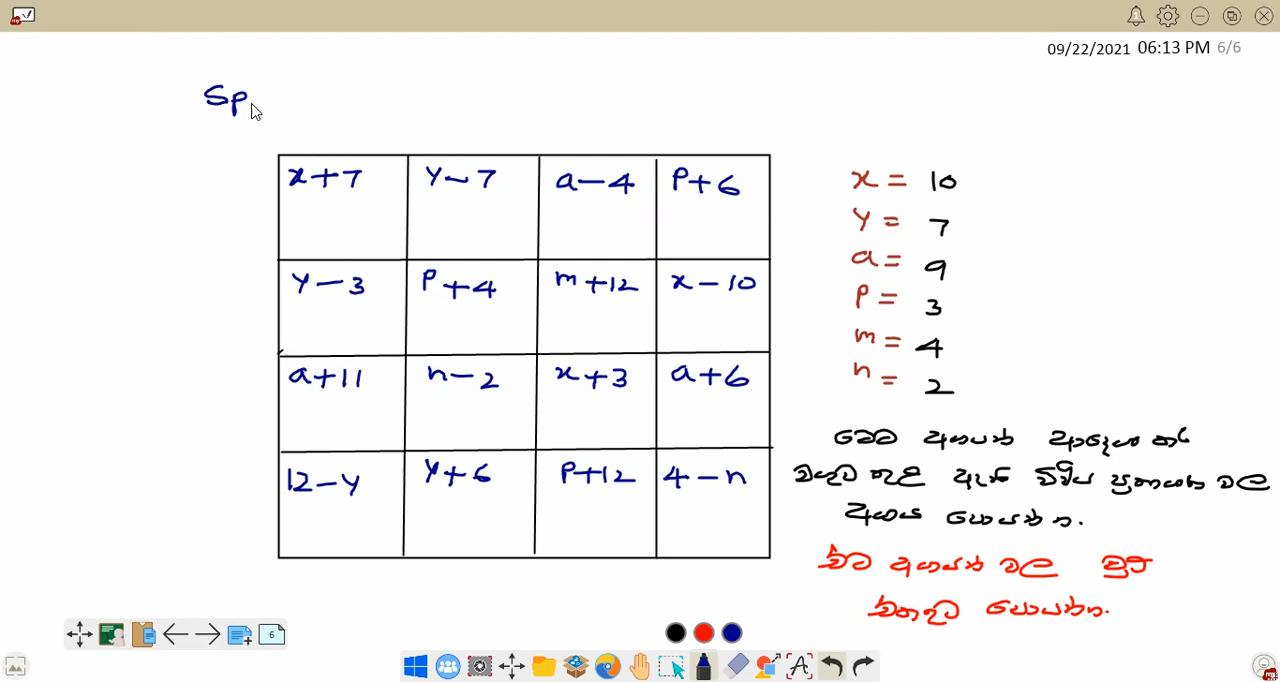 09/22/2021 06:13 PM 6/6
Sp
x+7 y-7 a-4 P+6
y-3 P+4 m+12 x-10
a+11 n-2 x+3 a+6
12-y y+6 P+12 4-n
x = 10
y = 7
a = 9
P = 3
m = 4
n = 2
මෙම අගයන් ආදේශ කර
වගුව තුළ ඇති වීජීය ප්‍රකාශන වල
අගය සොයන්න.
එම අගයන් වල මුළු
එකතුව සොයන්න.
6